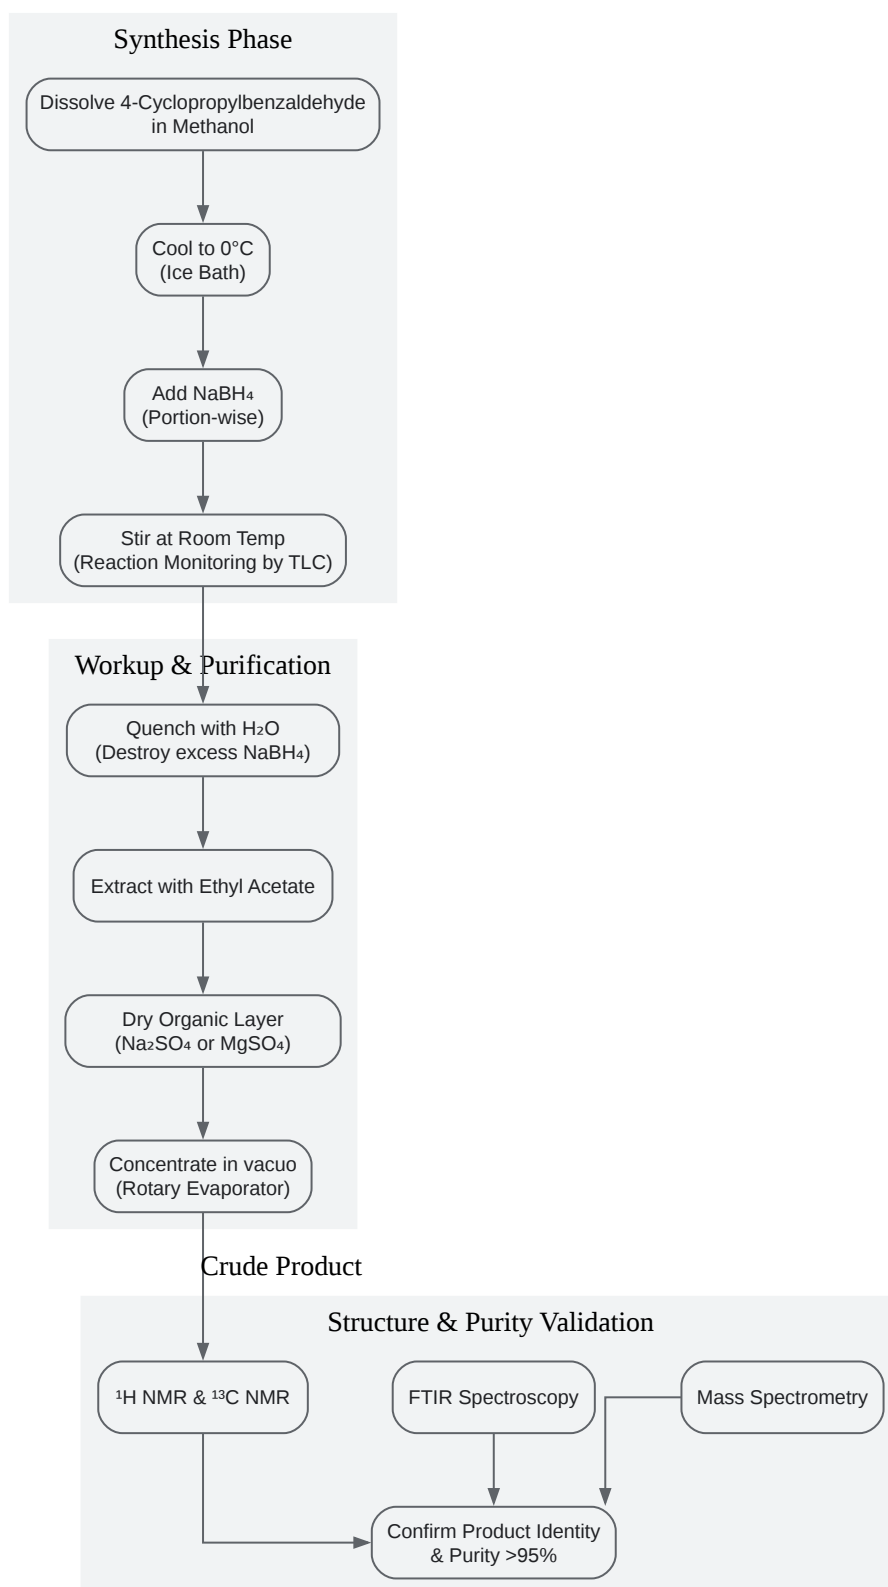 Synthesis Phase
Dissolve 4-Cyclopropylbenzaldehyde
in Methanol
Cool to 0°C
(Ice Bath)
Add NaBH₄
(Portion-wise)
Stir at Room Temp
(Reaction Monitoring by TLC)
Workup & Purification
Quench with H₂O
(Destroy excess NaBH₄)
Extract with Ethyl Acetate
Dry Organic Layer
(Na₂SO₄ or MgSO₄)
Concentrate in vacuo
(Rotary Evaporator)
Crude Product
Structure & Purity Validation
¹H NMR & ¹³C NMR
FTIR Spectroscopy
Mass Spectrometry
Confirm Product Identity
& Purity >95%